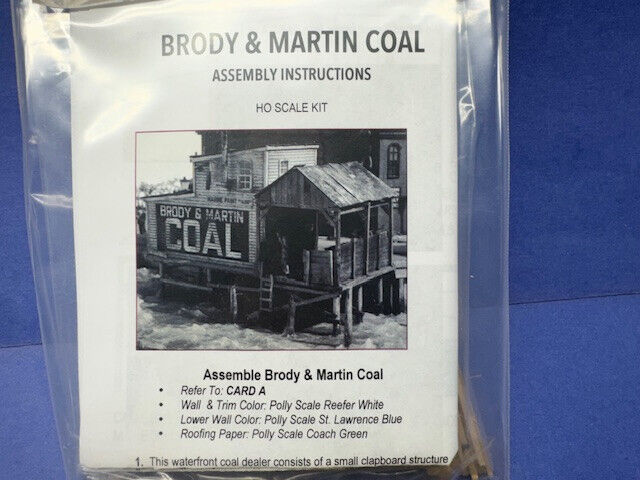 BRODY & MARTIN COAL
ASSEMBLY INSTRUCTIONS
HO SCALE KIT
MARINE PAINT
BRODY & MARTIN
COAL
Assemble Brody & Martin Coal
• Refer To: CARD A
• Wall & Trim Color: Polly Scale Reefer White
• Lower Wall Color: Polly Scale St. Lawrence Blue
• Roofing Paper: Polly Scale Coach Green
1. This waterfront coal dealer consists of a small clapboard structure